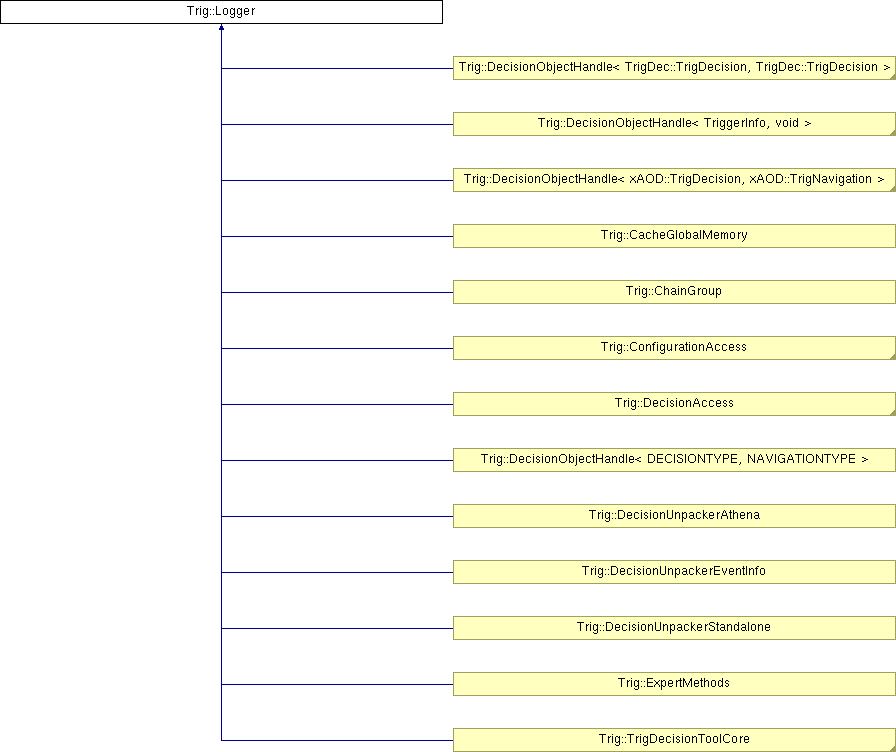 Trig::Logger
Trig::DecisionObjectHandle< TrigDec::TrigDecision, TrigDec::TrigDecision >
Trig::DecisionObjectHandle< TriggerInfo, void >
Trig::DecisionObjectHandle< xAOD::TrigDecision, xAOD::TrigNavigation >
Trig::CacheGlobalMemory
Trig::ChainGroup
Trig::ConfigurationAccess
Trig::DecisionAccess
Trig::DecisionObjectHandle< DECISIONTYPE, NAVIGATIONTYPE >
Trig::DecisionUnpackerAthena
Trig::DecisionUnpackerEventInfo
Trig::DecisionUnpackerStandalone
Trig::ExpertMethods
Trig::TrigDecisionToolCore